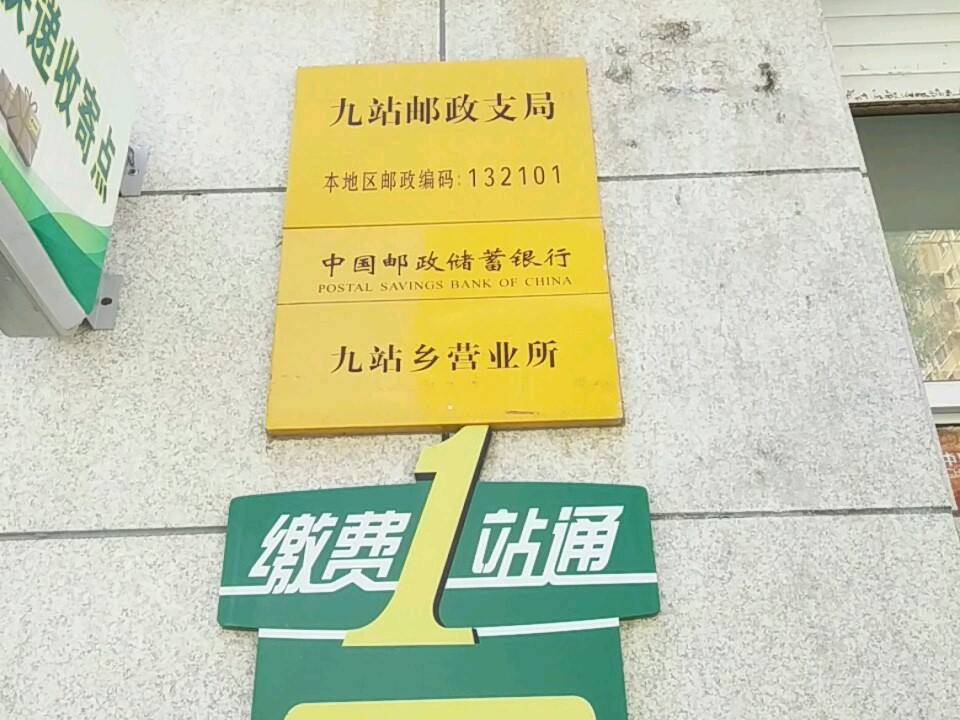 递收寄点
九站邮政支局
本地区邮政编码:132101
中国邮政储蓄银行
POSTAL SAVINGS BANK OF CHINA
九站乡营业所
缴费1站通